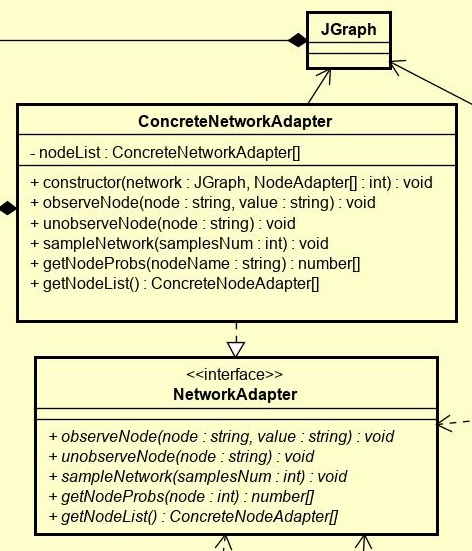 JGraph
ConcreteNetworkAdapter
- nodeList : ConcreteNetworkAdapter[]
+ constructor(network : JGraph, NodeAdapter[] : int) : void
+ observeNode(node : string, value : string) : void
+ unobserveNode(node : string) : void
+ sampleNetwork(samplesNum : int) : void
+ getNodeProbs(nodeName : string) : number[]
+ getNodeList() : ConcreteNodeAdapter[]
<<interface>>
NetworkAdapter
+ observeNode(node : string, value : string) : void
+ unobserveNode(node : string) : void
+ sampleNetwork(samplesNum : int) : void
+ getNodeProbs(node : int) : number[]
+ getNodeList() : ConcreteNodeAdapter[]